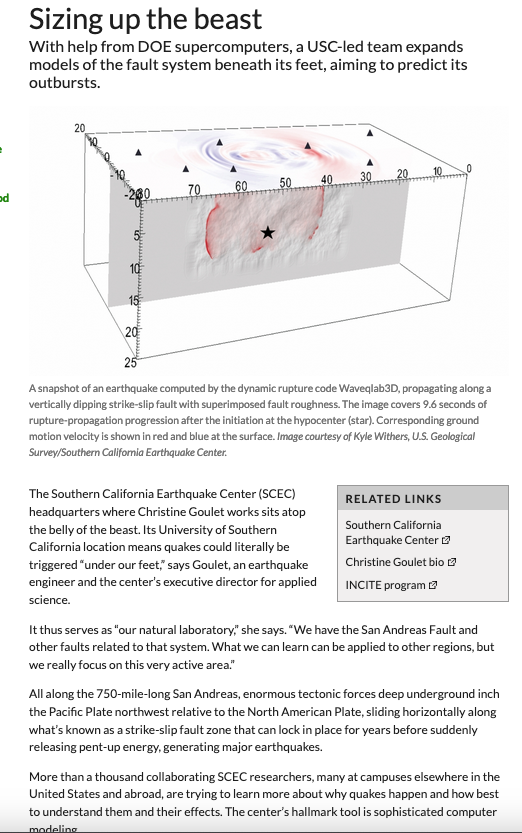 Sizing up the beast
With help from DOE supercomputers, a USC-led team expands
models of the fault system beneath its feet, aiming to predict its
outbursts.
20
10
0
-10
-20
80
70
60
50
40
30
20
10
0
0
5
10
15
20
25
A snapshot of an earthquake computed by the dynamic rupture code Waveqlab3D, propagating along a
vertically dipping strike-slip fault with superimposed fault roughness. The image covers 9.6 seconds of
rupture-propagation progression after the initiation at the hypocenter (star). Corresponding ground
motion velocity is shown in red and blue at the surface. Image courtesy of Kyle Withers, U.S. Geological
Survey/Southern California Earthquake Center.
The Southern California Earthquake Center (SCEC)
headquarters where Christine Goulet works sits atop
the belly of the beast. Its University of Southern
California location means quakes could literally be
triggered “under our feet,” says Goulet, an earthquake
engineer and the center’s executive director for applied
science.
RELATED LINKS
Southern California
Earthquake Center
Christine Goulet bio
INCITE program
It thus serves as “our natural laboratory,” she says. “We have the San Andreas Fault and
other faults related to that system. What we can learn can be applied to other regions, but
we really focus on this very active area.”
All along the 750-mile-long San Andreas, enormous tectonic forces deep underground inch
the Pacific Plate northwest relative to the North American Plate, sliding horizontally along
what’s known as a strike-slip fault zone that can lock in place for years before suddenly
releasing pent-up energy, generating major earthquakes.
More than a thousand collaborating SCEC researchers, many at campuses elsewhere in the
United States and abroad, are trying to learn more about why quakes happen and how best
to understand them and their effects. The center’s hallmark tool is sophisticated computer
modeling